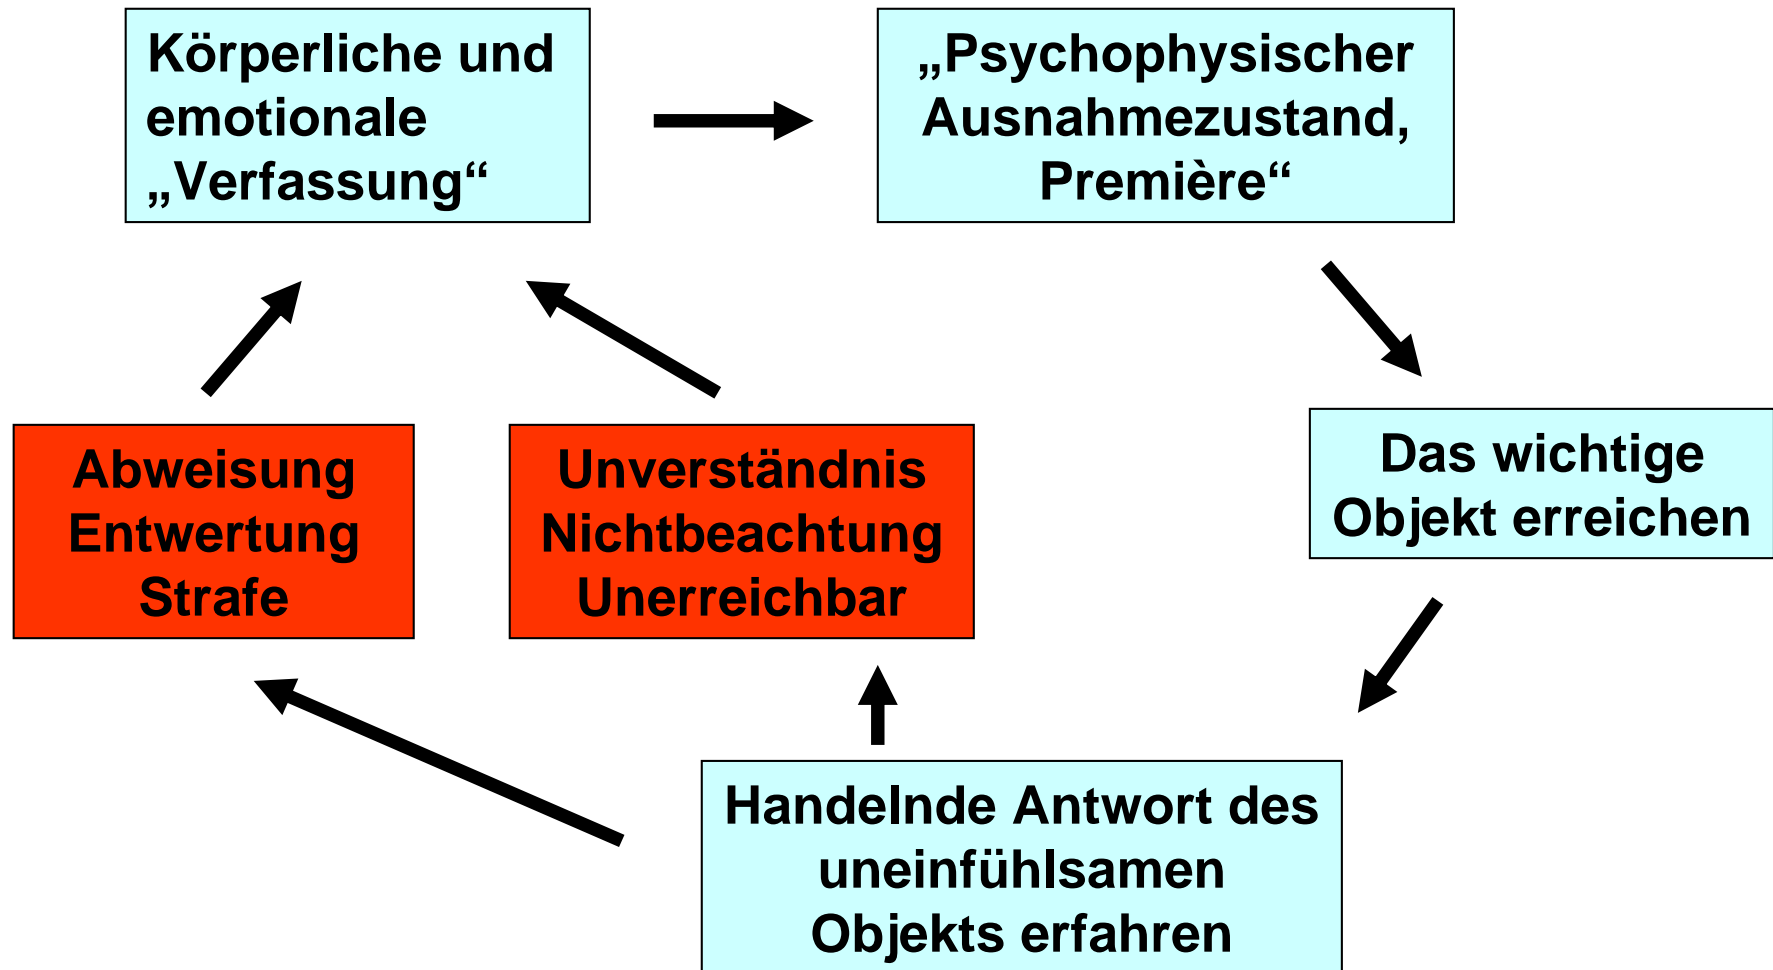 Körperliche und
emotionale
„Verfassung“
„Psychophysischer
Ausnahmezustand,
Première“
Abweisung
Entwertung
Strafe
Unverständnis
Nichtbeachtung
Unerreichbar
Das wichtige
Objekt erreichen
Handelnde Antwort des
uneinfühlsamen
Objekts erfahren